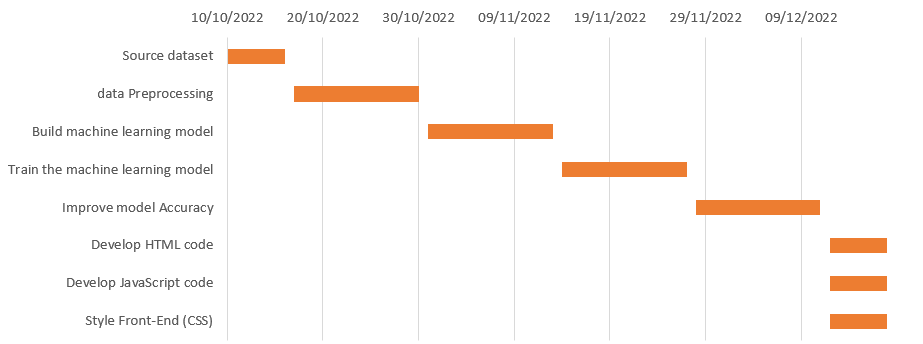 10/10/2022 20/10/2022 30/10/2022 09/11/2022 19/11/2022 29/11/2022 09/12/2022
Source dataset
data Preprocessing
Build machine learning model
Train the machine learning model
Improve model Accuracy
Develop HTML code
Develop JavaScript code
Style Front-End (CSS)